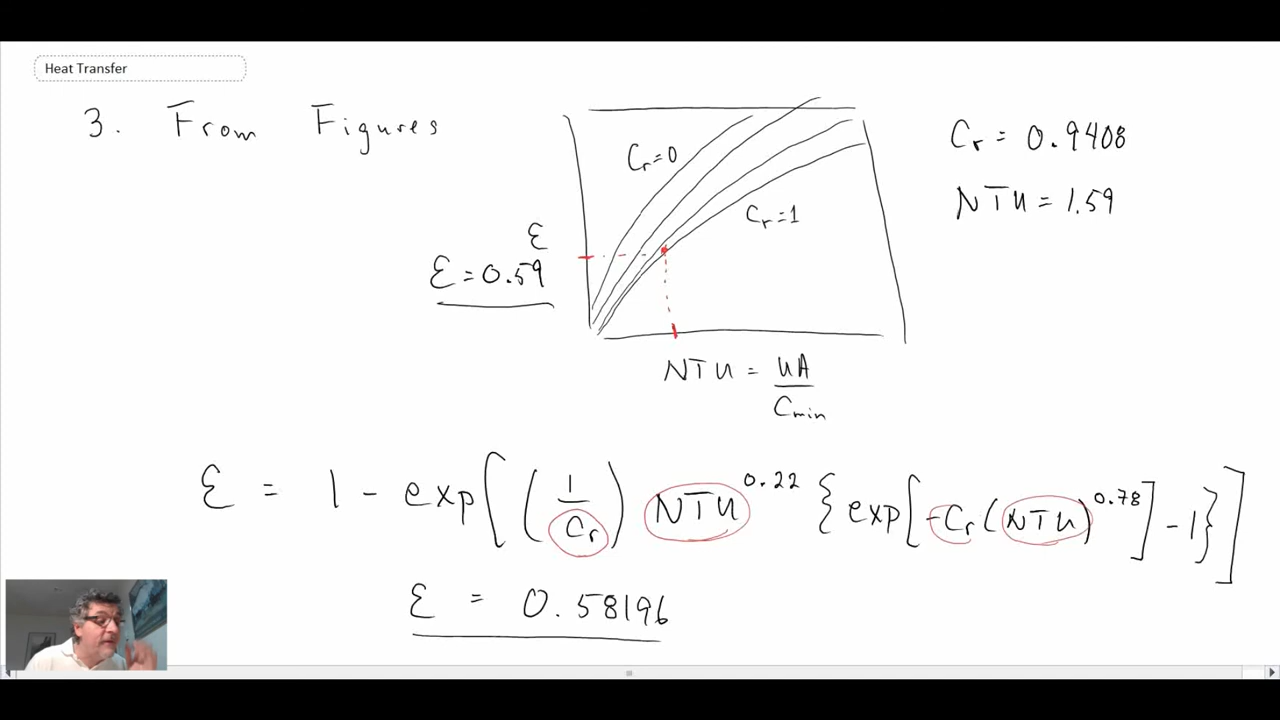 Heat Transfer
3. From Figures
Cr=0
Cr = 0.9408
NTU = 1.59
Cr=1
ε
ε = 0.59
NTU = UA / Cmin
ε = 1 - exp[(1/Cr) NTU^0.22 {exp[-Cr(NTU)^0.78] - 1}]
ε = 0.58196